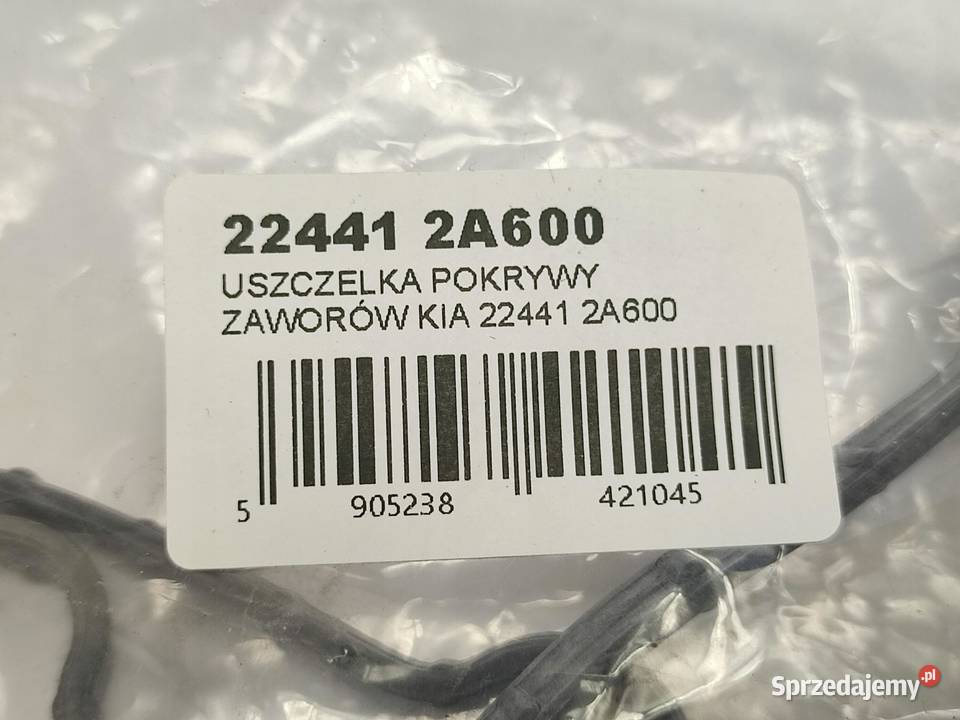 22441 2A600
USZCZELKA POKRYWY
ZAWORÓW KIA 22441 2A600
5 905238 421045
Sprzedajemy.pl